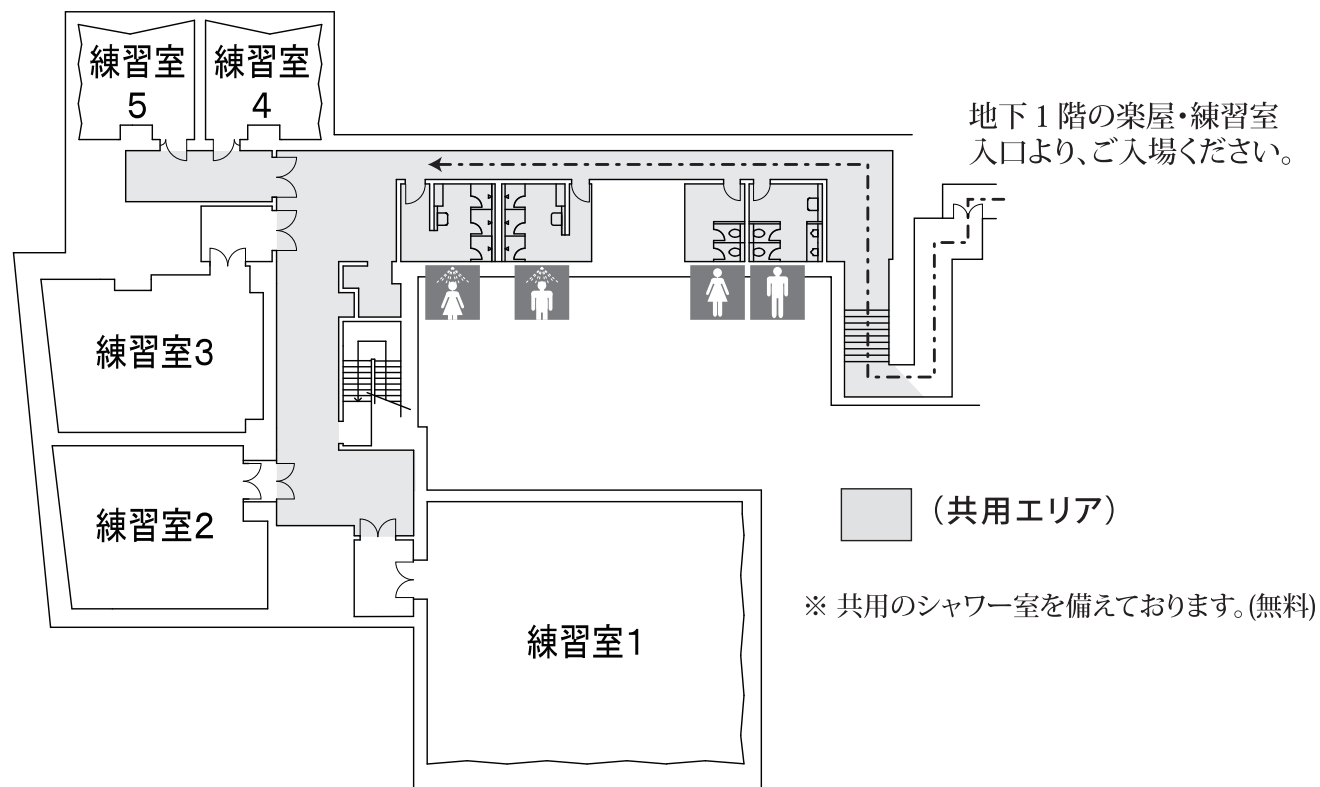 練習室
5
練習室
4
地下1階の楽屋・練習室
入口より、ご入場ください。
練習室3
練習室2
（共用エリア）
※ 共用のシャワー室を備えております。(無料)
練習室1